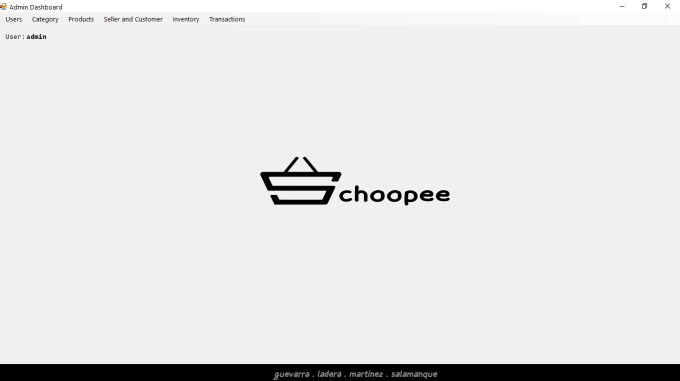 Admin Dashboard
Users Category Products Seller and Customer Inventory Transactions
User: admin
choopee
guevarra . ladera . martinez . salamanque